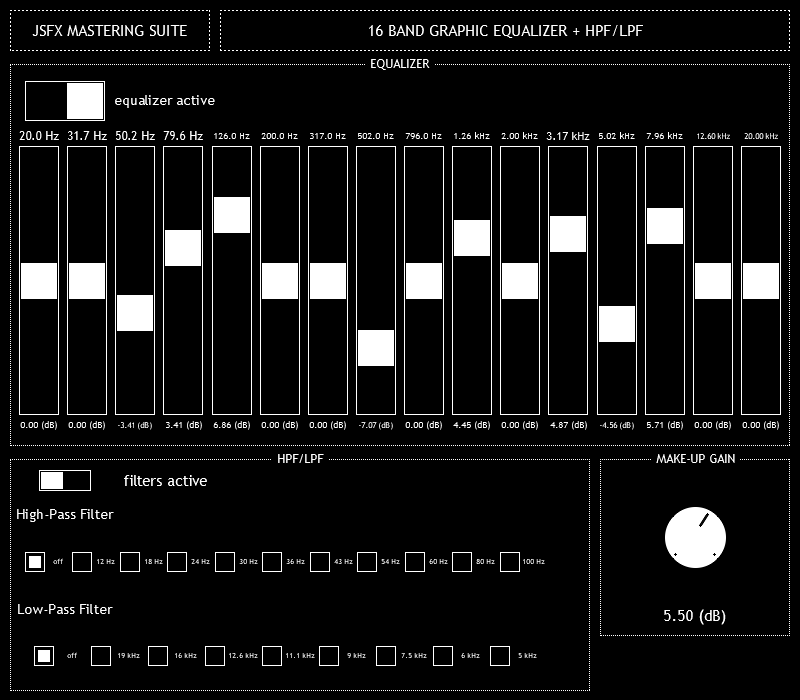 JSFX MASTERING SUITE
16 BAND GRAPHIC EQUALIZER + HPF/LPF
EQUALIZER
equalizer active
20.0 Hz 31.7 Hz 50.2 Hz 79.6 Hz 126.0 Hz 200.0 Hz 317.0 Hz 502.0 Hz 796.0 Hz 1.26 kHz 2.00 kHz 3.17 kHz 5.02 kHz 7.96 kHz 12.60 kHz 20.00 kHz
0.00 (dB) 0.00 (dB) -3.41 (dB) 3.41 (dB) 6.86 (dB) 0.00 (dB) 0.00 (dB) -7.07 (dB) 0.00 (dB) 4.45 (dB) 0.00 (dB) 4.87 (dB) -4.56 (dB) 5.71 (dB) 0.00 (dB) 0.00 (dB)
HPF/LPF
filters active
High-Pass Filter
off 12 Hz 18 Hz 24 Hz 30 Hz 36 Hz 43 Hz 54 Hz 60 Hz 80 Hz 100 Hz
Low-Pass Filter
off 19 kHz 16 kHz 12.6 kHz 11.1 kHz 9 kHz 7.5 kHz 6 kHz 5 kHz
MAKE-UP GAIN
5.50 (dB)